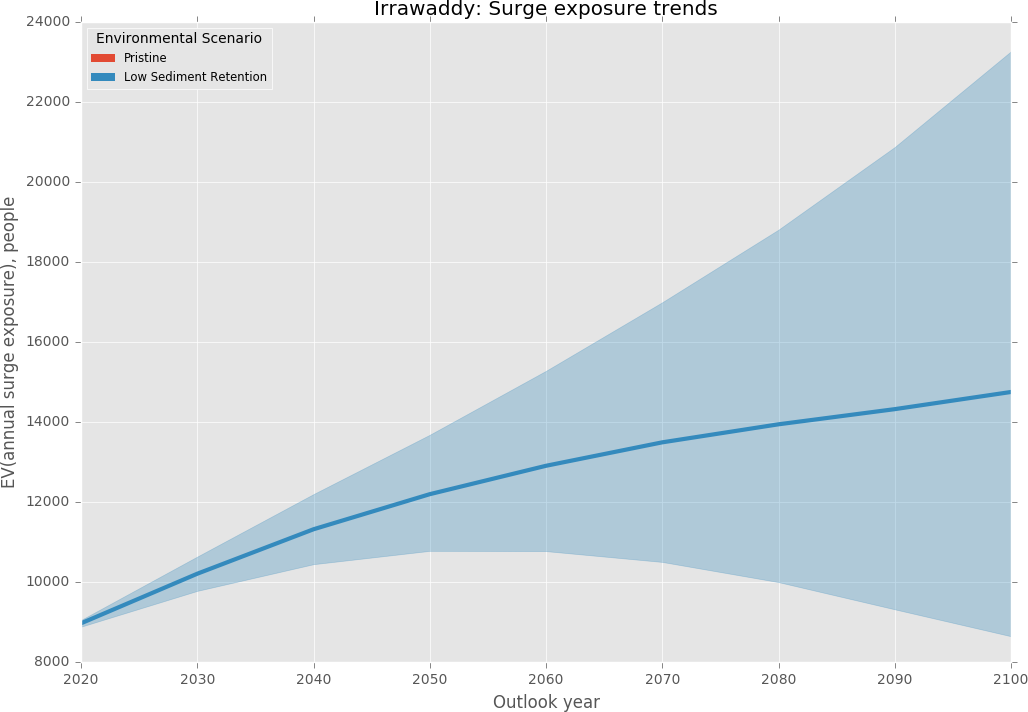 Irrawaddy: Surge exposure trends
24000
22000
20000
18000
16000
14000
12000
10000
8000
EV(annual surge exposure), people
Environmental Scenario
Pristine
Low Sediment Retention
2020 2030 2040 2050 2060 2070 2080 2090 2100
Outlook year